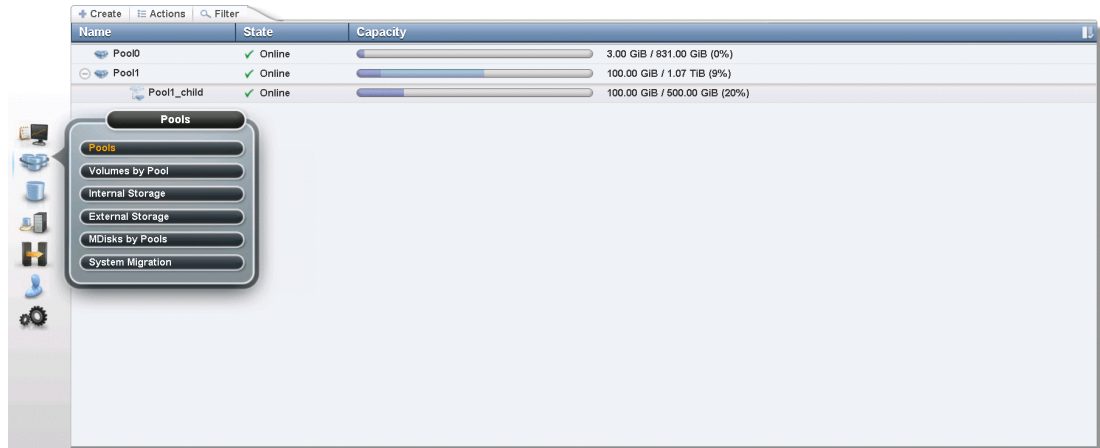 Create Actions Filter
Name State Capacity
Pool0 Online 3.00 GiB / 831.00 GiB (0%)
Pool1 Online 100.00 GiB / 1.07 TiB (9%)
Pool1_child Online 100.00 GiB / 500.00 GiB (20%)
Pools
Pools
Volumes by Pool
Internal Storage
External Storage
MDisks by Pools
System Migration